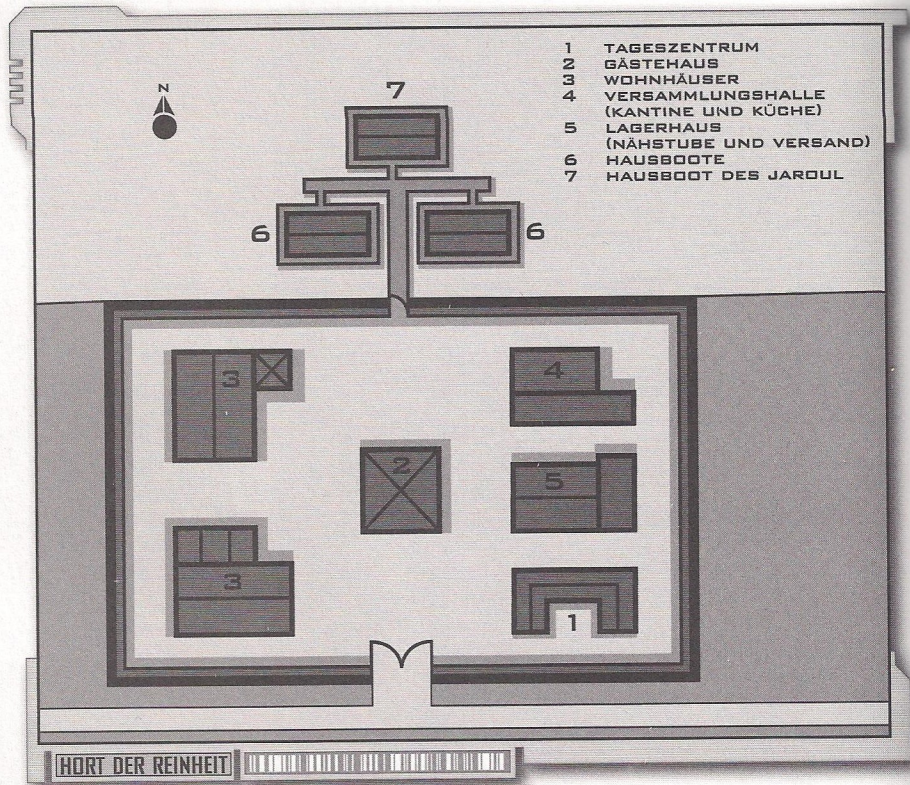 1 TAGESZENTRUM
2 GÄSTEHAUS
3 WOHNHÄUSER
4 VERSAMMLUNGSHALLE
(KANTINE UND KÜCHE)
5 LAGERHAUS
(NÄHSTUBE UND VERSAND)
6 HAUSBOOTE
7 HAUSBOOT DES JAROUL
N
7
6
6
3
4
2
5
3
1
HORT DER REINHEIT